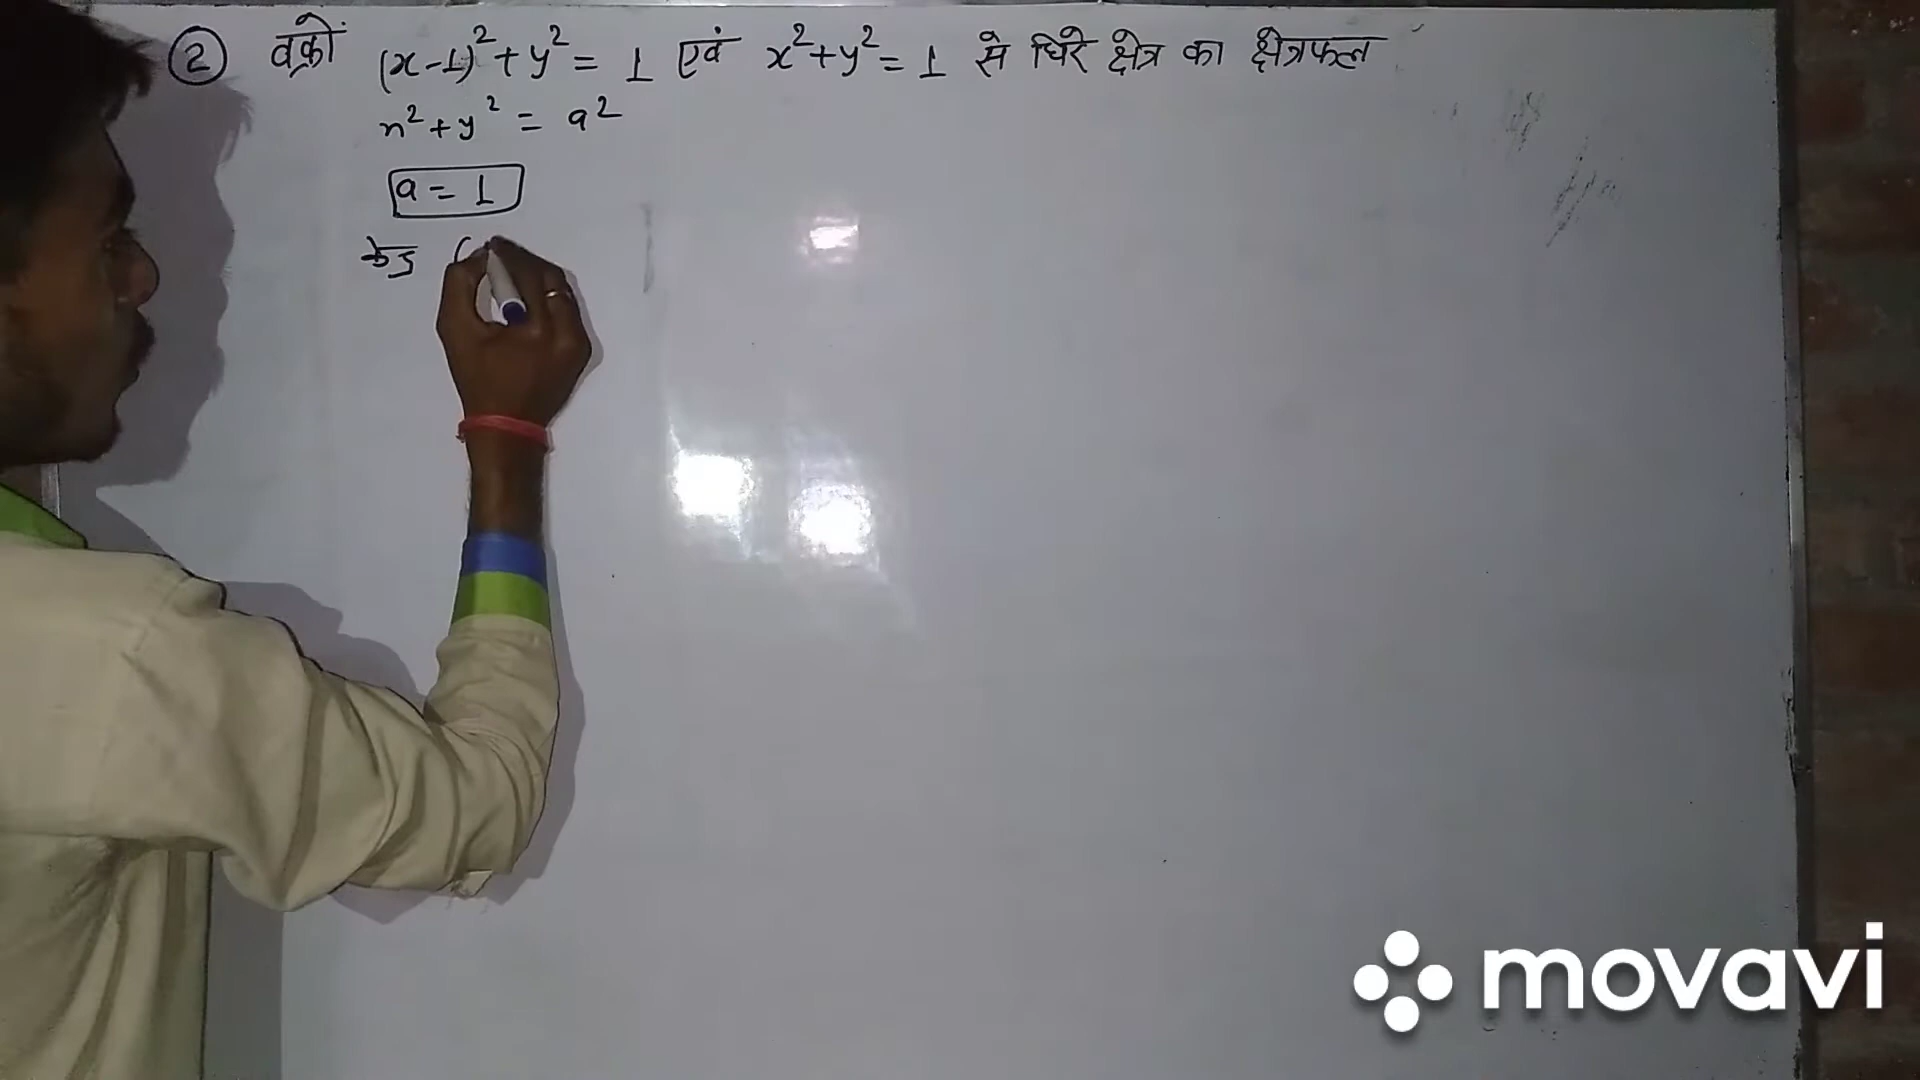 ② वक्रों (x-1)² + y² = 1 एवं x² + y² = 1 से घिरे क्षेत्र का क्षेत्रफल
x² + y² = a²
a = 1
केंद्र (
movavi